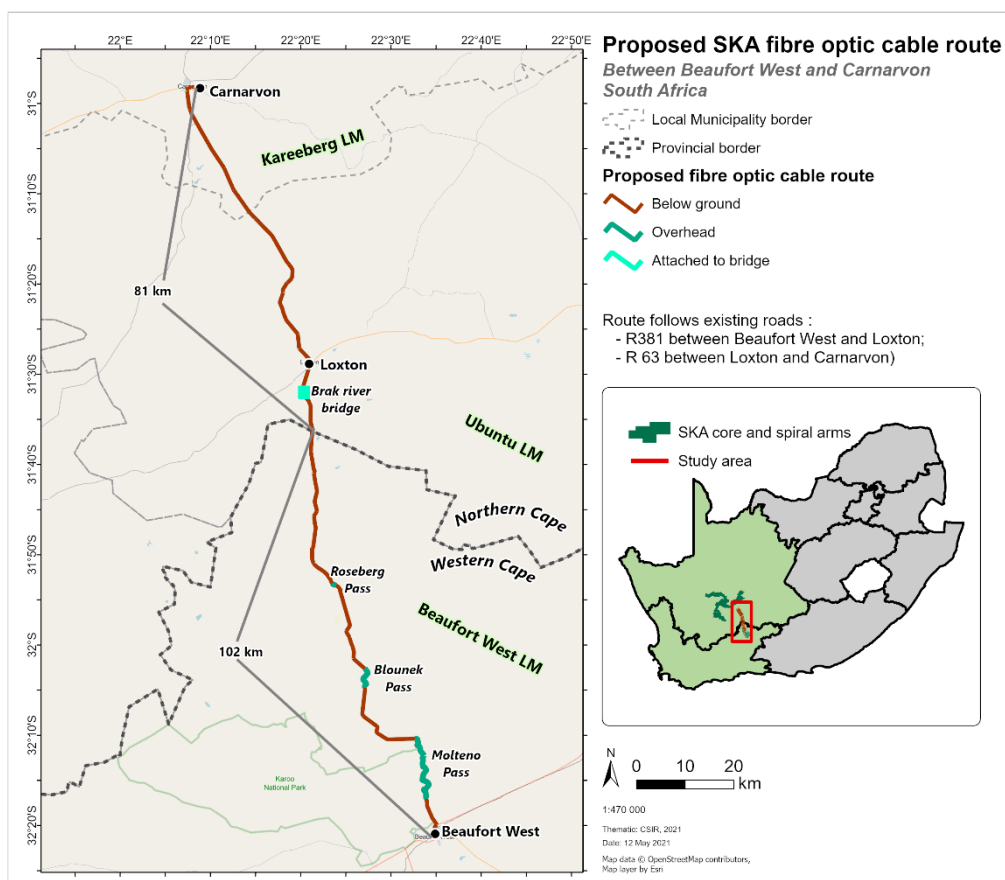 22°E
22°10'E
22°20'E
22°30'E
22°40'E
22°50'E
31°S
31°10'S
31°20'S
31°30'S
31°40'S
31°50'S
32°S
32°10'S
32°20'S
Carnarvon
Kareeberg LM
81 km
Loxton
Brak river
bridge
Ubuntu LM
Northern Cape
Western Cape
Roseberg
Pass
Beaufort West LM
102 km
Blounek
Pass
Molteno
Pass
Karoo
National Park
Beaufort West
Proposed SKA fibre optic cable route
Between Beaufort West and Carnarvon
South Africa
Local Municipality border
Provincial border
Proposed fibre optic cable route
Below ground
Overhead
Attached to bridge
Route follows existing roads :
- R381 between Beaufort West and Loxton;
- R 63 between Loxton and Carnarvon)
SKA core and spiral arms
Study area
N
0 10 20
km
1:470 000
Thematic: CSIR, 2021
Date: 12 May 2021
Map data © OpenStreetMap contributors,
Map layer by Esri